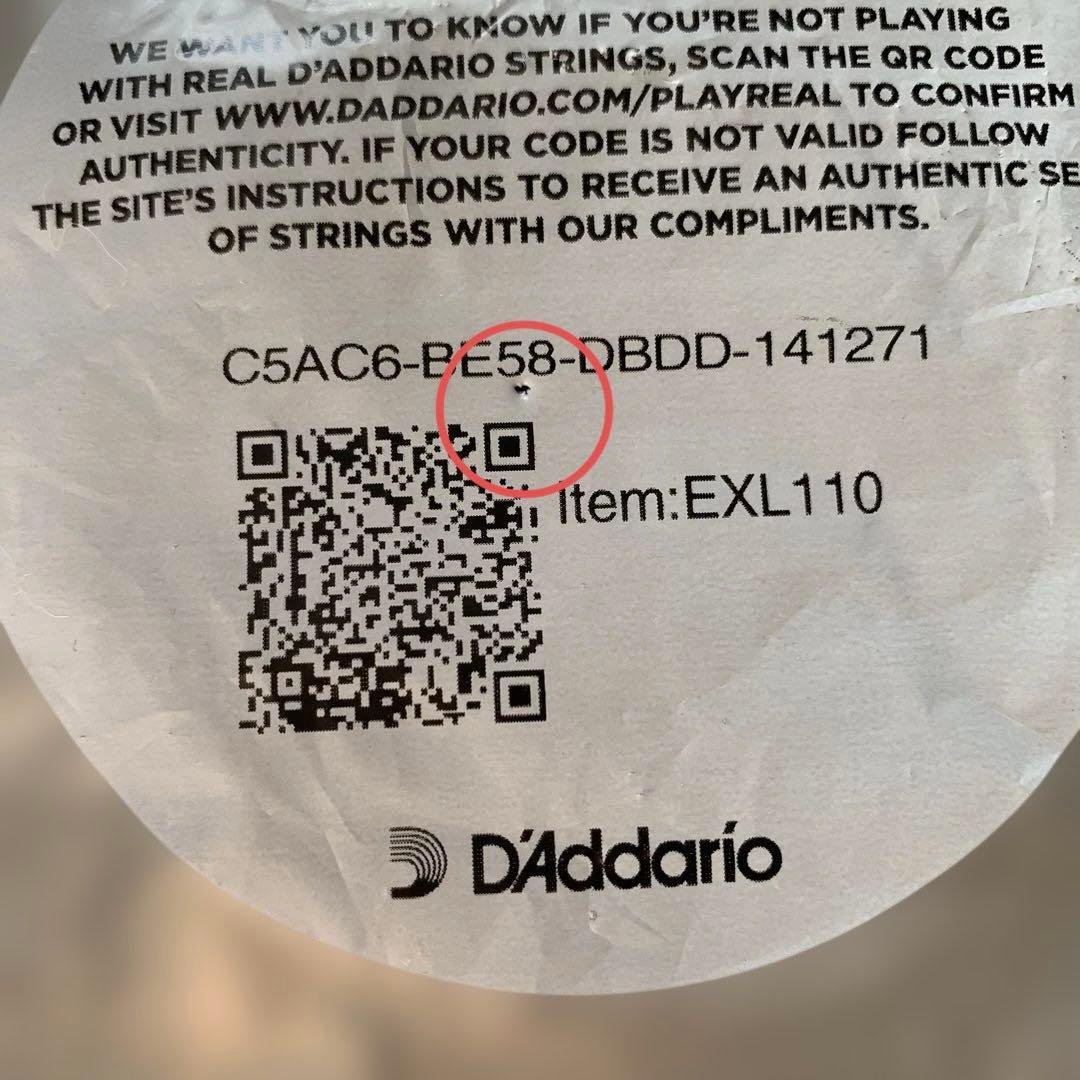 WE WANT YOU TO KNOW IF YOU'RE NOT PLAYING
WITH REAL D'ADDARIO STRINGS, SCAN THE QR CODE
OR VISIT WWW.DADDARIO.COM/PLAYREAL TO CONFIRM
AUTHENTICITY. IF YOUR CODE IS NOT VALID FOLLOW
THE SITE'S INSTRUCTIONS TO RECEIVE AN AUTHENTIC SE
OF STRINGS WITH OUR COMPLIMENTS.
C5AC6-BE58-DBDD-141271
Item:EXL110
D'Addario